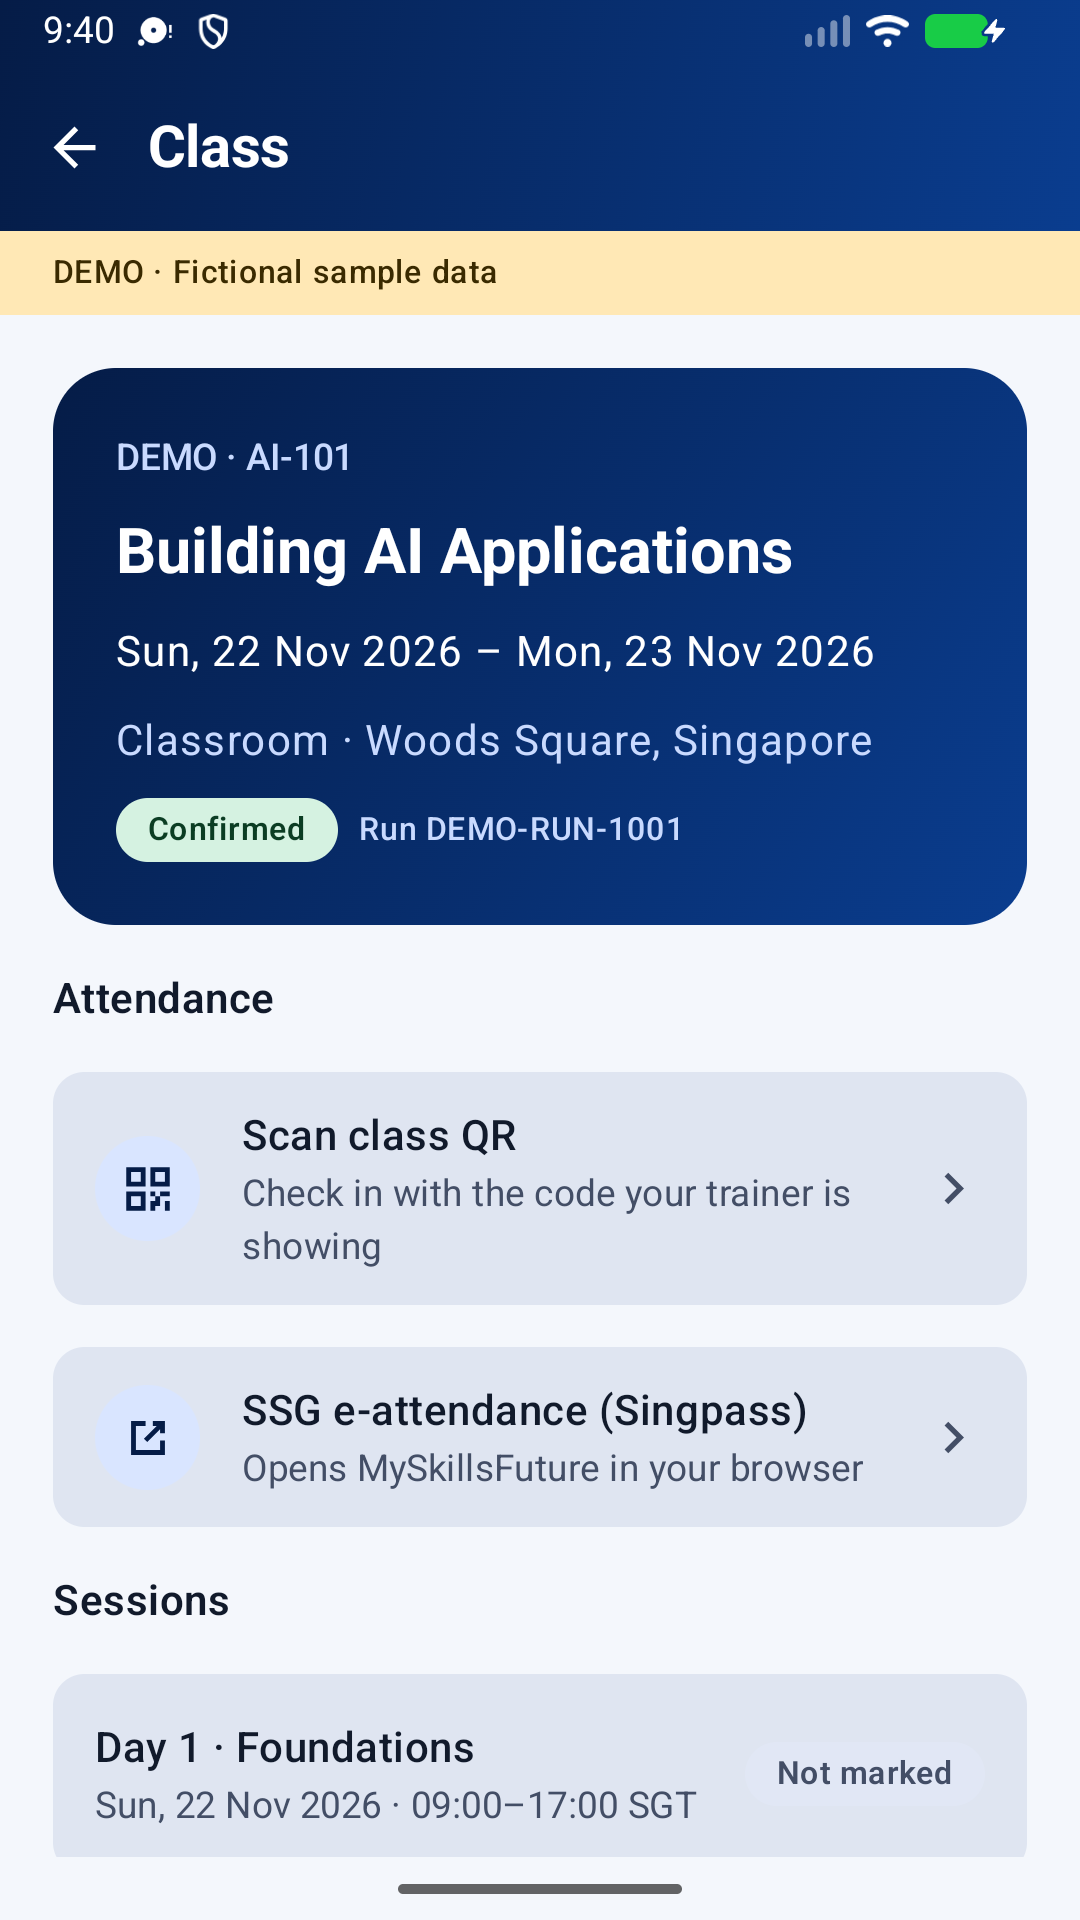 9:40
Class
DEMO · Fictional sample data
DEMO · AI-101
Building AI Applications
Sun, 22 Nov 2026 – Mon, 23 Nov 2026
Classroom · Woods Square, Singapore
Confirmed Run DEMO-RUN-1001
Attendance
Scan class QR
Check in with the code your trainer is
showing
SSG e-attendance (Singpass)
Opens MySkillsFuture in your browser
Sessions
Day 1 · Foundations
Not marked
Sun, 22 Nov 2026 · 09:00–17:00 SGT